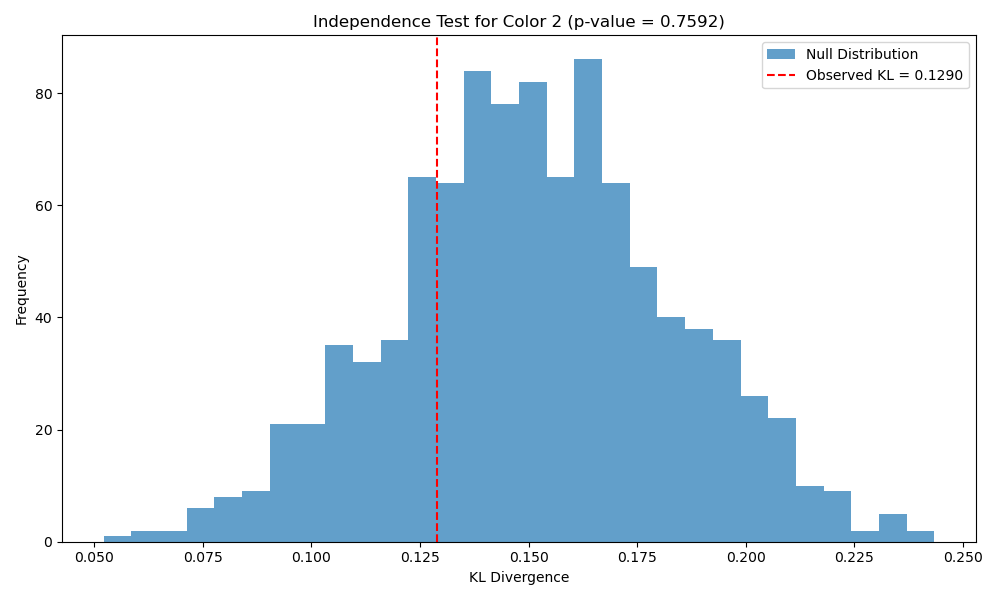 Independence Test for Color 2 (p-value = 0.7592)
Null Distribution
Observed KL = 0.1290
Frequency
80
60
40
20
0
0.050 0.075 0.100 0.125 0.150 0.175 0.200 0.225 0.250
KL Divergence